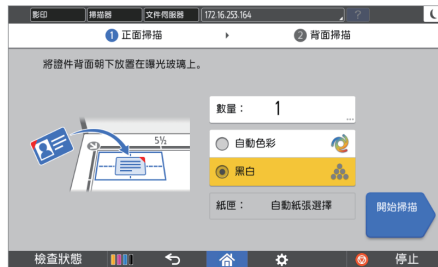 影印 掃描器 文件伺服器 172.16.253.164 ?
1 正面掃描 2 背面掃描
將證件背面朝下放置在曝光玻璃上。
數量： 1
...
5½
自動色彩
黑白
紙匣： 自動紙張選擇
開始掃描
檢查狀態 停止